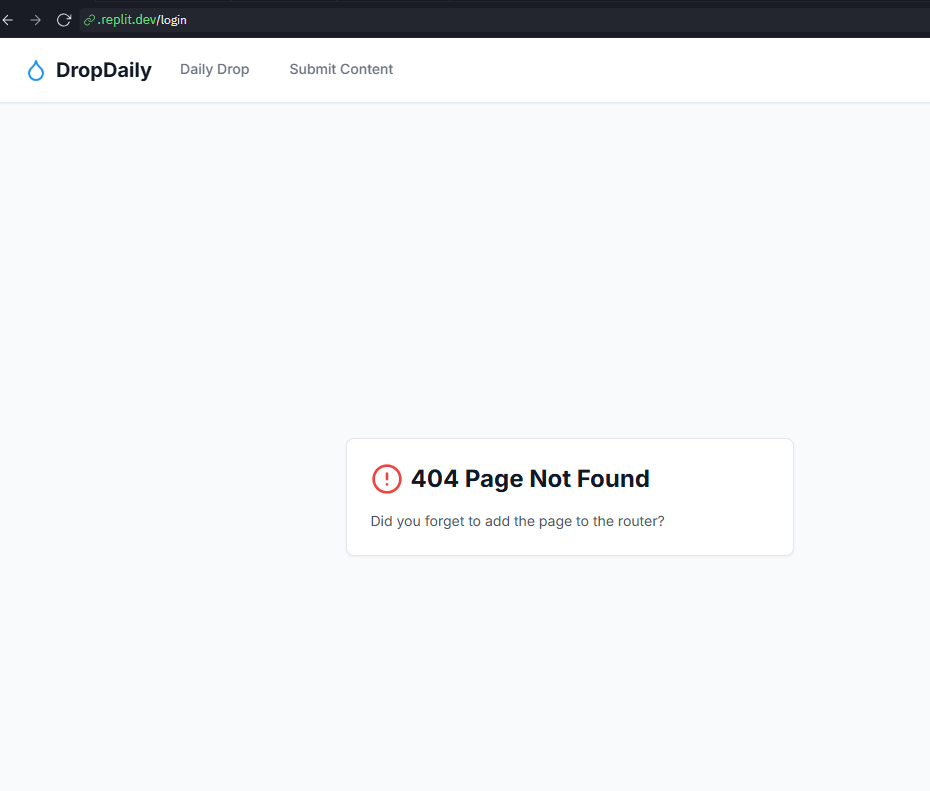 .replit.dev/login
DropDaily Daily Drop Submit Content
404 Page Not Found
Did you forget to add the page to the router?